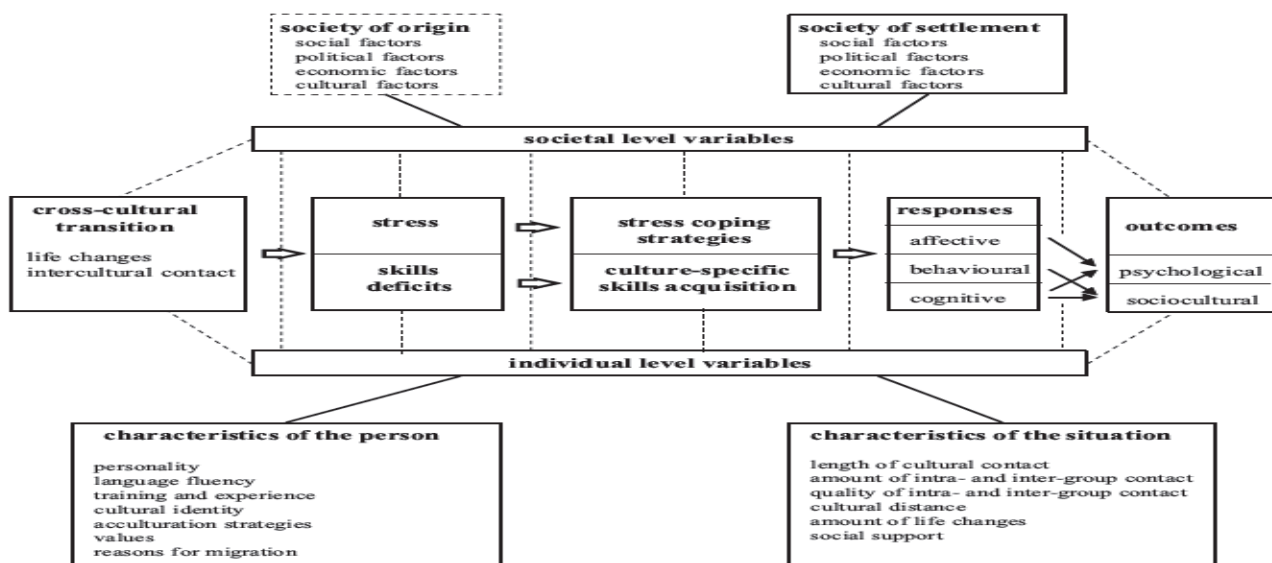 society of origin
social factors
political factors
economic factors
cultural factors
society of settlement
social factors
political factors
economic factors
cultural factors
societal level variables
cross-cultural
transition
life changes
intercultural contact
stress
skills
deficits
stress coping
strategies
culture-specific
skills acquisition
responses
affective
behavioural
cognitive
outcomes
psychological
sociocultural
individual level variables
characteristics of the person
personality
language fluency
training and experience
cultural identity
acculturation strategies
values
reasons for migration
characteristics of the situation
length of cultural contact
amount of intra- and inter-group contact
quality of intra- and inter-group contact
cultural distance
amount of life changes
social support